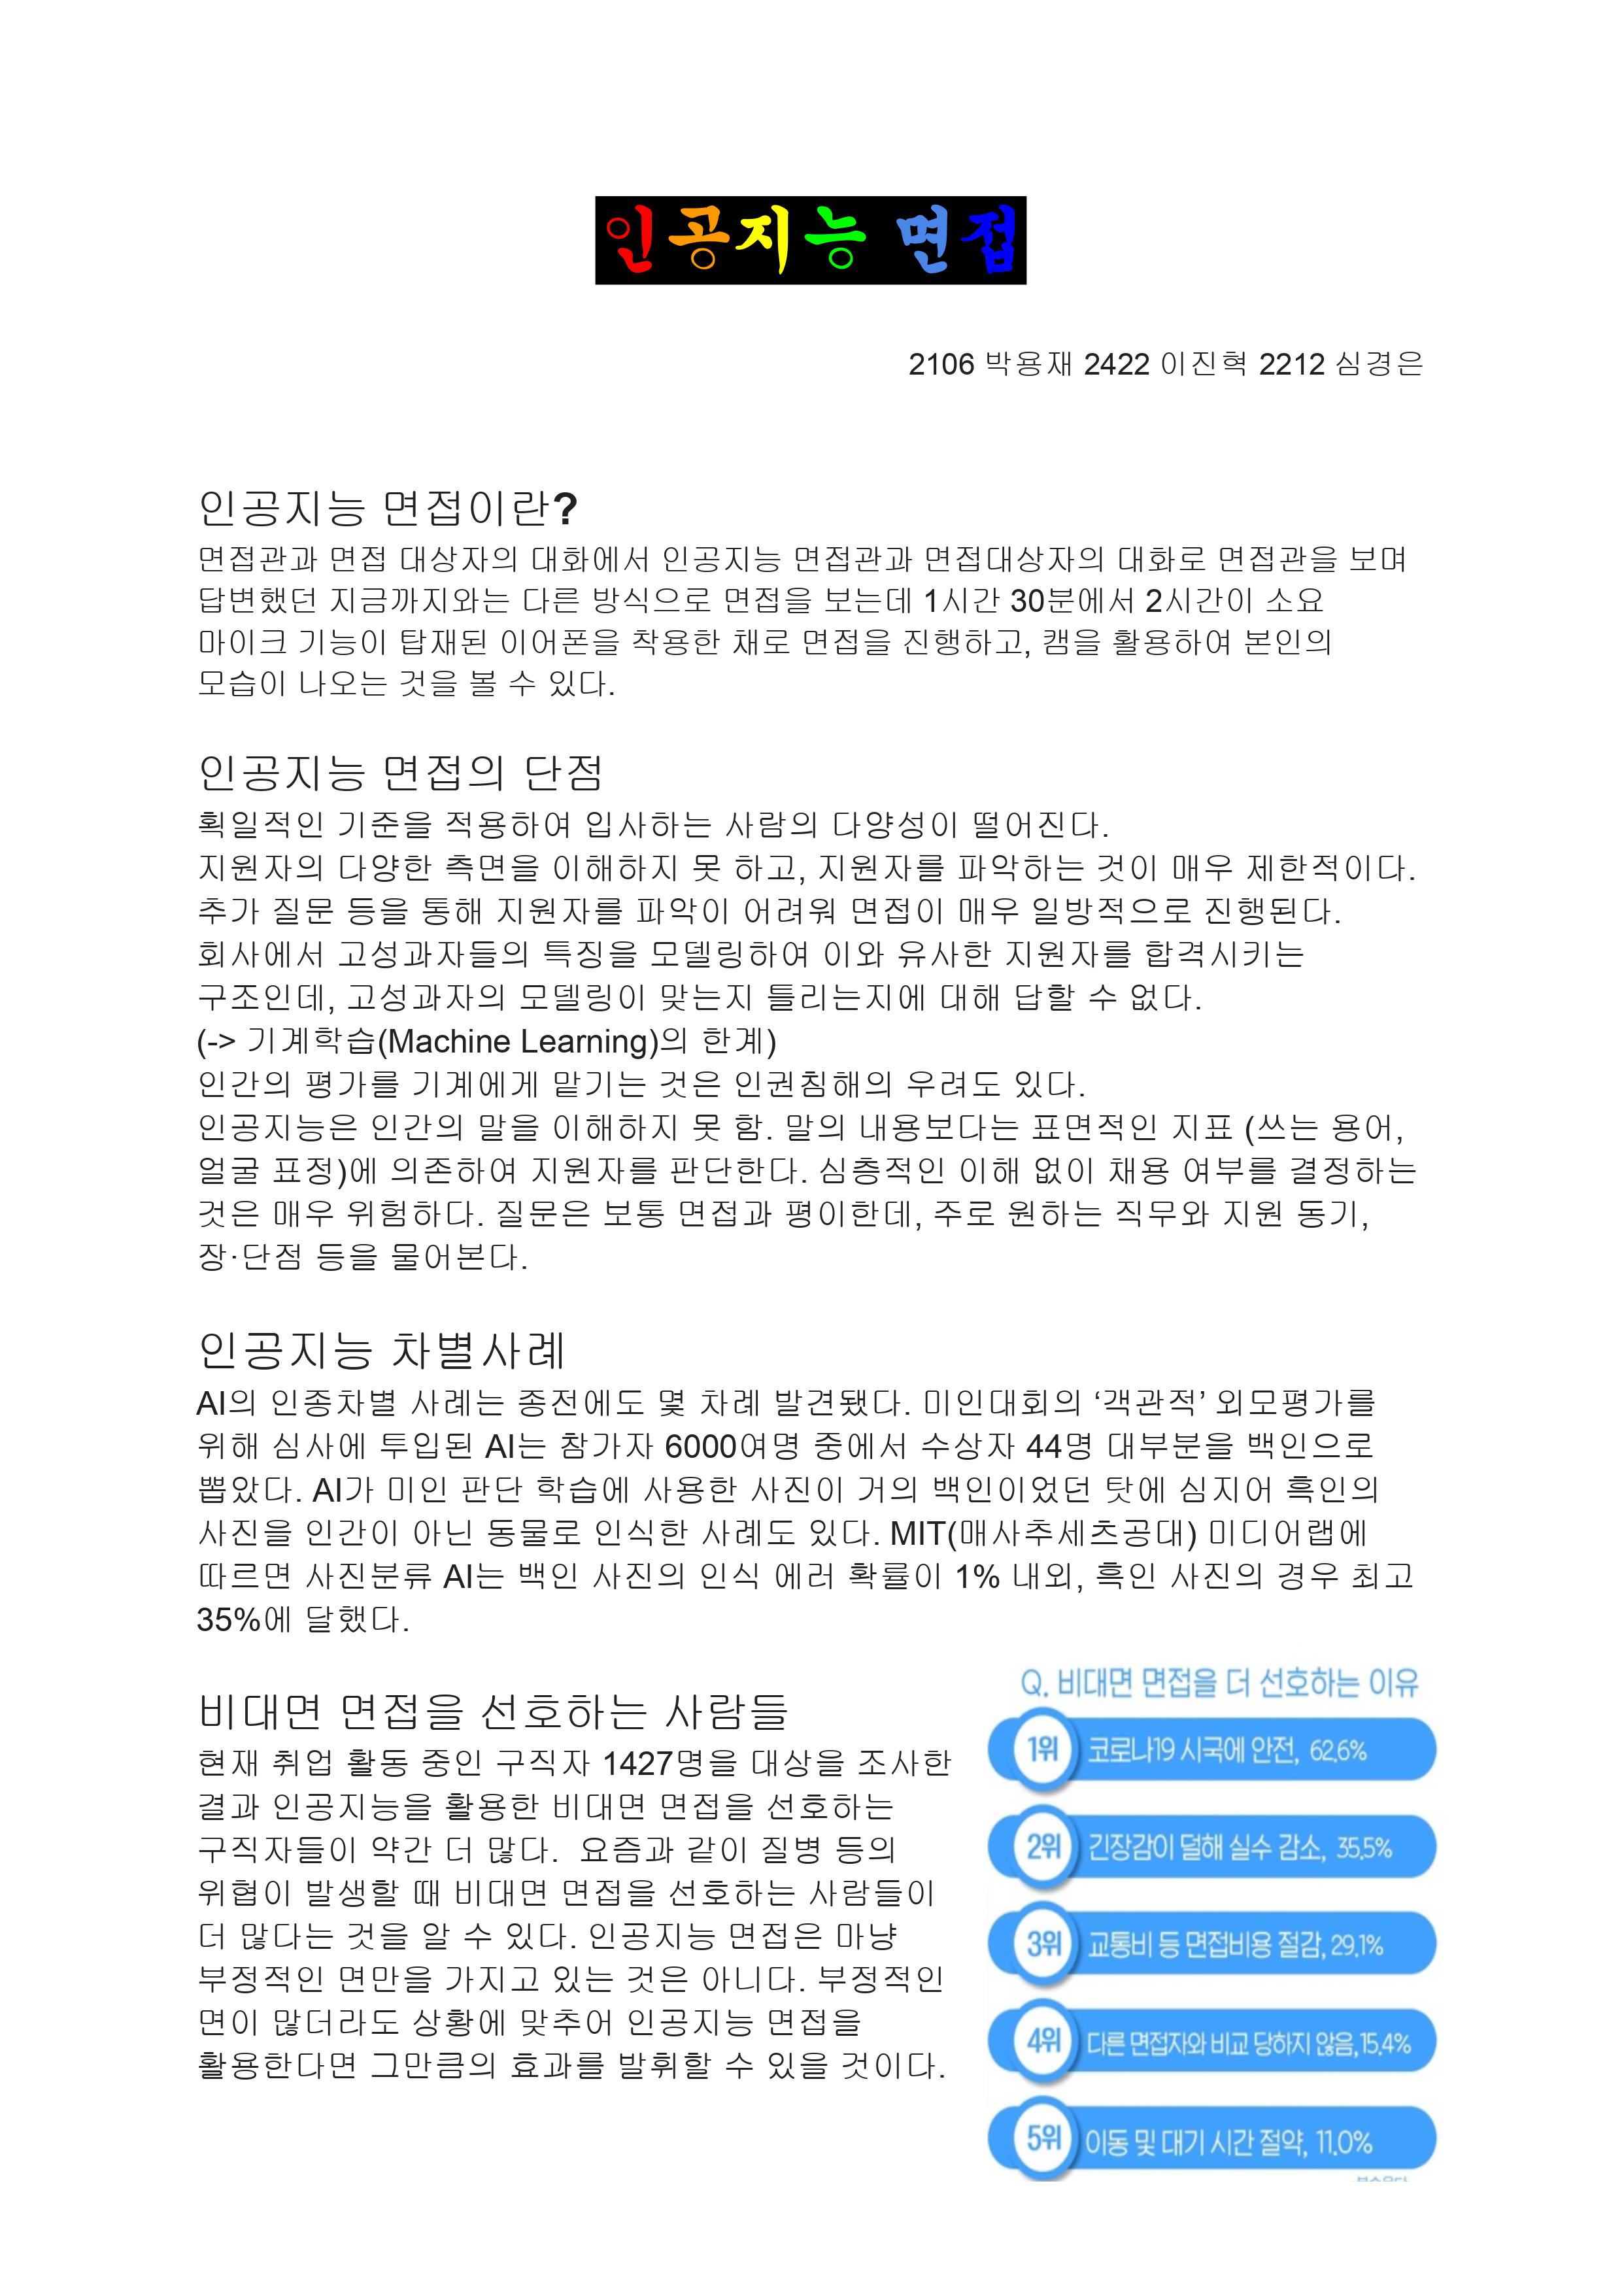 인공지능 면접
2106 박용재 2422 이진혁 2212 심경은
인공지능 면접이란?
면접관과 면접 대상자의 대화에서 인공지능 면접관과 면접대상자의 대화로 면접관을 보며
답변했던 지금까지와는 다른 방식으로 면접을 보는데 1시간 30분에서 2시간이 소요
마이크 기능이 탑재된 이어폰을 착용한 채로 면접을 진행하고, 캠을 활용하여 본인의
모습이 나오는 것을 볼 수 있다.
인공지능 면접의 단점
획일적인 기준을 적용하여 입사하는 사람의 다양성이 떨어진다.
지원자의 다양한 측면을 이해하지 못 하고, 지원자를 파악하는 것이 매우 제한적이다.
추가 질문 등을 통해 지원자를 파악이 어려워 면접이 매우 일방적으로 진행된다.
회사에서 고성과자들의 특징을 모델링하여 이와 유사한 지원자를 합격시키는
구조인데, 고성과자의 모델링이 맞는지 틀리는지에 대해 답할 수 없다.
(-> 기계학습(Machine Learning)의 한계)
인간의 평가를 기계에게 맡기는 것은 인권침해의 우려도 있다.
인공지능은 인간의 말을 이해하지 못 함. 말의 내용보다는 표면적인 지표 (쓰는 용어,
얼굴 표정)에 의존하여 지원자를 판단한다. 심층적인 이해 없이 채용 여부를 결정하는
것은 매우 위험하다. 질문은 보통 면접과 평이한데, 주로 원하는 직무와 지원 동기,
장·단점 등을 물어본다.
인공지능 차별사례
AI의 인종차별 사례는 종전에도 몇 차례 발견됐다. 미인대회의 ‘객관적’ 외모평가를
위해 심사에 투입된 AI는 참가자 6000여명 중에서 수상자 44명 대부분을 백인으로
뽑았다. AI가 미인 판단 학습에 사용한 사진이 거의 백인이었던 탓에 심지어 흑인의
사진을 인간이 아닌 동물로 인식한 사례도 있다. MIT(매사추세츠공대) 미디어랩에
따르면 사진분류 AI는 백인 사진의 인식 에러 확률이 1% 내외, 흑인 사진의 경우 최고
35%에 달했다.
비대면 면접을 선호하는 사람들
현재 취업 활동 중인 구직자 1427명을 대상을 조사한
결과 인공지능을 활용한 비대면 면접을 선호하는
구직자들이 약간 더 많다. 요즘과 같이 질병 등의
위협이 발생할 때 비대면 면접을 선호하는 사람들이
더 많다는 것을 알 수 있다. 인공지능 면접은 마냥
부정적인 면만을 가지고 있는 것은 아니다. 부정적인
면이 많더라도 상황에 맞추어 인공지능 면접을
활용한다면 그만큼의 효과를 발휘할 수 있을 것이다.
Q. 비대면 면접을 더 선호하는 이유
1위 코로나19 시국에 안전, 62.6%
2위 긴장감이 덜해 실수 감소, 35.5%
3위 교통비 등 면접비용 절감, 29.1%
4위 다른 면접자와 비교 당하지 않음, 15.4%
5위 이동 및 대기 시간 절약, 11.0%